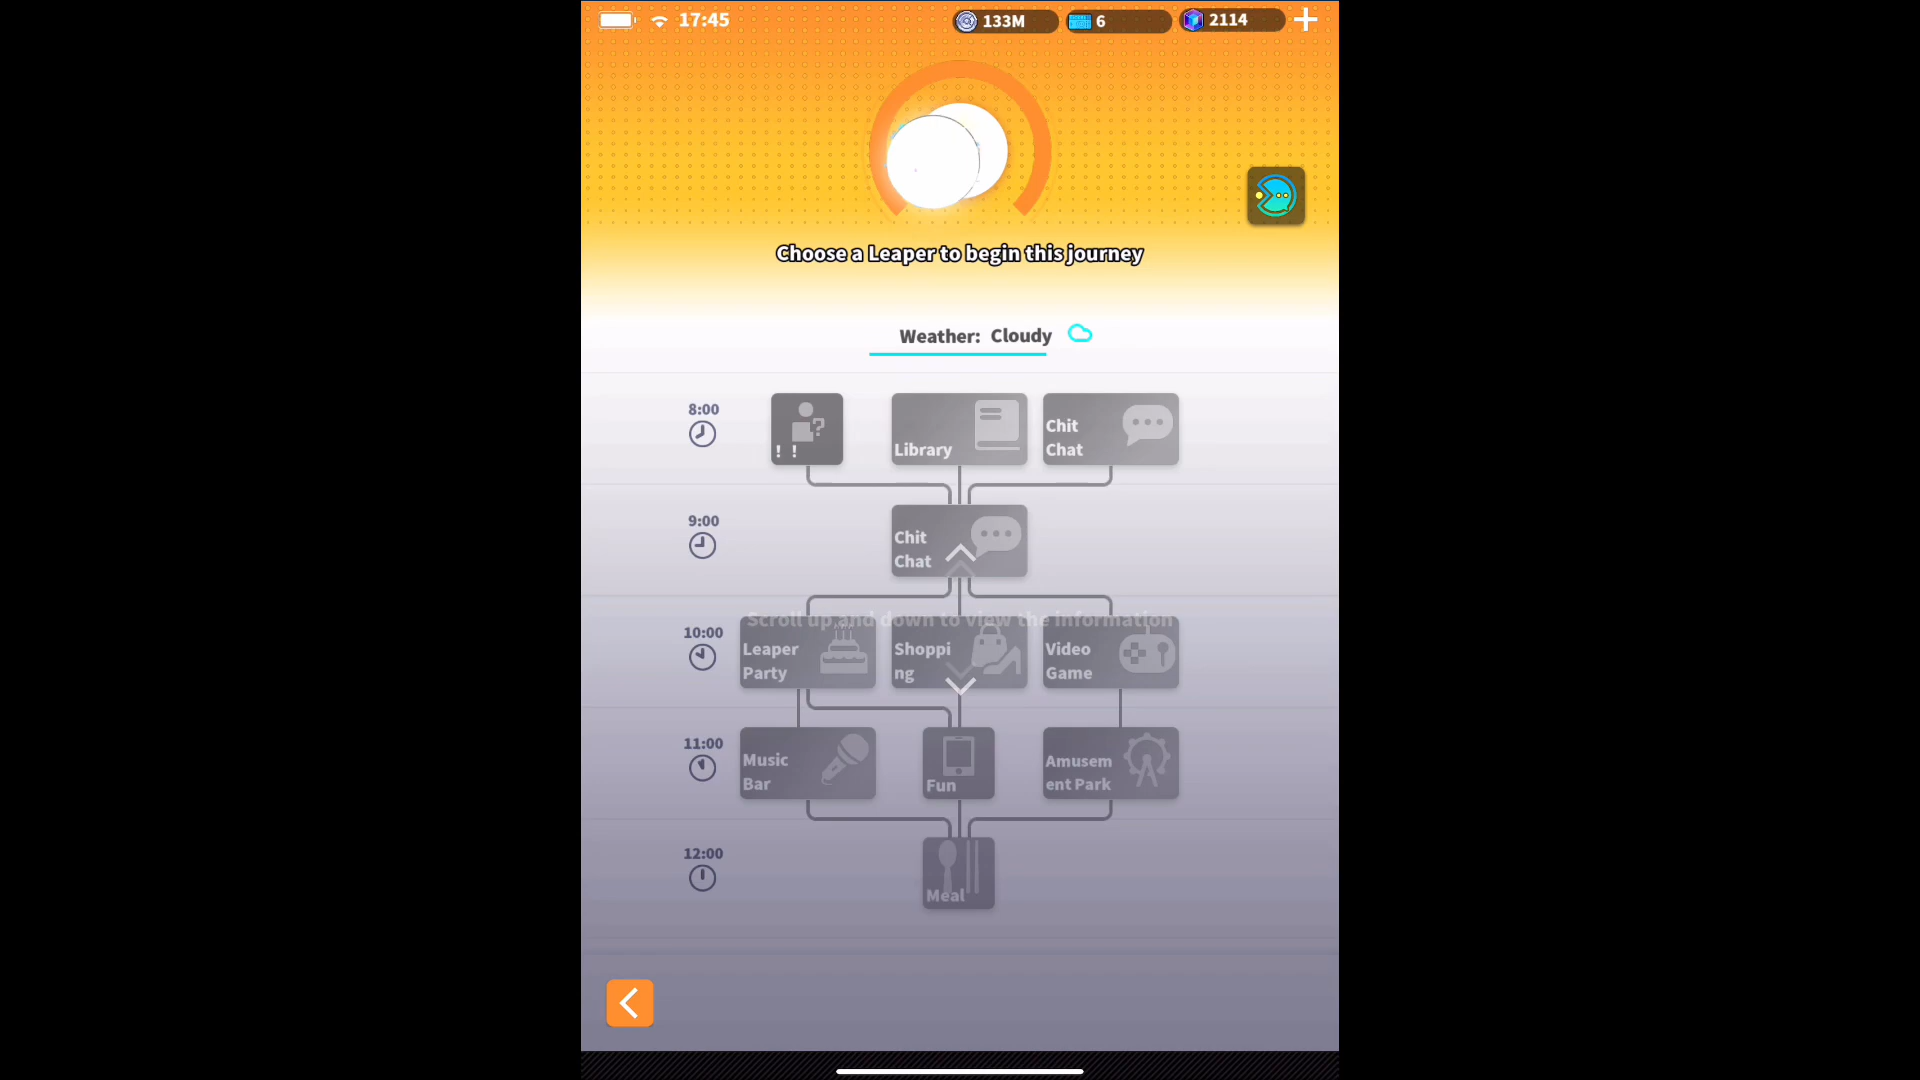 17:45
133M
6
2114
Choose a Leaper to begin this journey
Weather: Cloudy
8:00
! !
Library
Chit
Chat
9:00
Chit
Chat
Scroll up and down to view the information
10:00
Leaper
Party
Shoppi
ng
Video
Game
11:00
Music
Bar
Fun
Amusem
ent Park
12:00
Meal